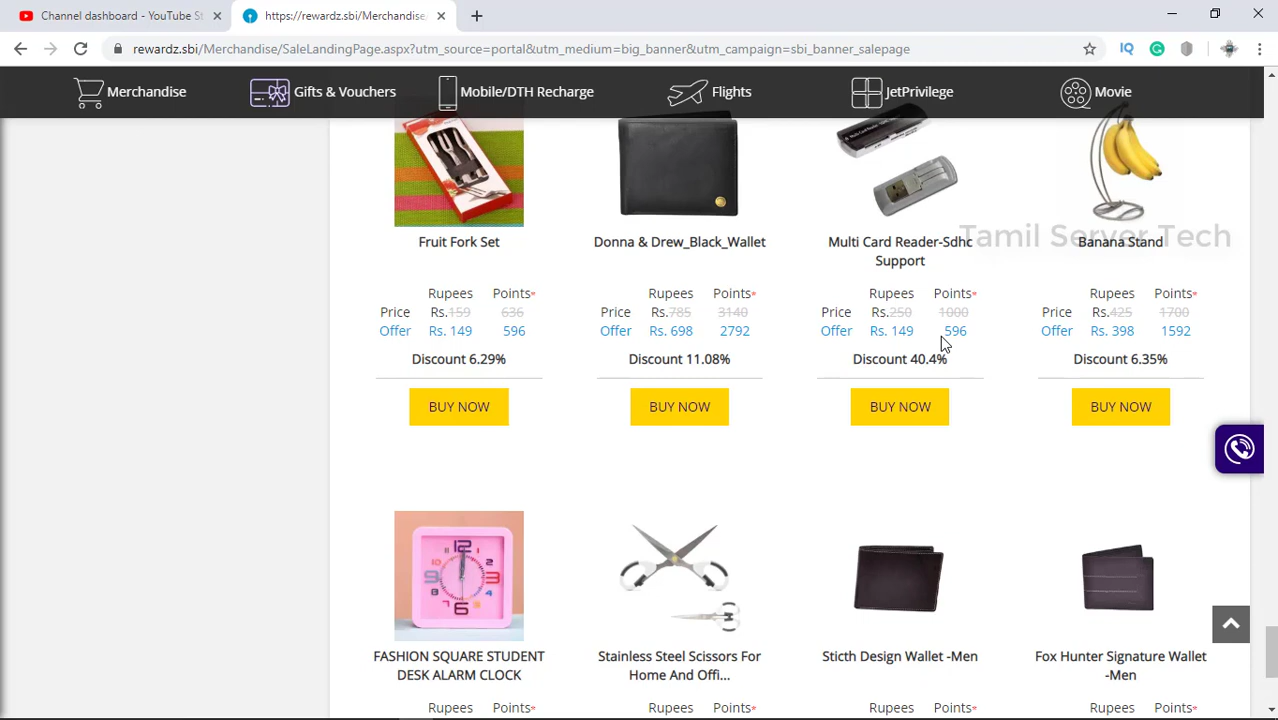 Channel dashboard - YouTube St
https://rewardz.sbi/Merchandise/
rewardz.sbi/Merchandise/SaleLandingPage.aspx?utm_source=portal&utm_medium=big_banner&utm_campaign=sbi_banner_salepage
IQ
Merchandise Gifts & Vouchers Mobile/DTH Recharge Flights JetPrivilege Movie
Tamil Server Tech
Fruit Fork Set Donna & Drew_Black_Wallet Multi Card Reader-Sdhc Banana Stand
Support
Rupees Points* Rupees Points* Rupees Points* Rupees Points*
Price Rs.159 636 Price Rs.785 3140 Price Rs.250 1000 Price Rs.425 1700
Offer Rs. 149 596 Offer Rs. 698 2792 Offer Rs. 149 596 Offer Rs. 398 1592
Discount 6.29% Discount 11.08% Discount 40.4% Discount 6.35%
BUY NOW BUY NOW BUY NOW BUY NOW
12
9 3
6
FASHION SQUARE STUDENT Stainless Steel Scissors For Sticth Design Wallet -Men Fox Hunter Signature Wallet
DESK ALARM CLOCK Home And Offi... -Men
Rupees Points* Rupees Points* Rupees Points* Rupees Points*